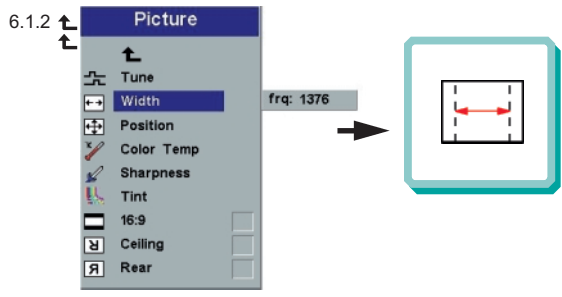 6.1.2
Picture
Tune
Width frq: 1376
Position
Color Temp
Sharpness
Tint
16:9
Ceiling
Rear